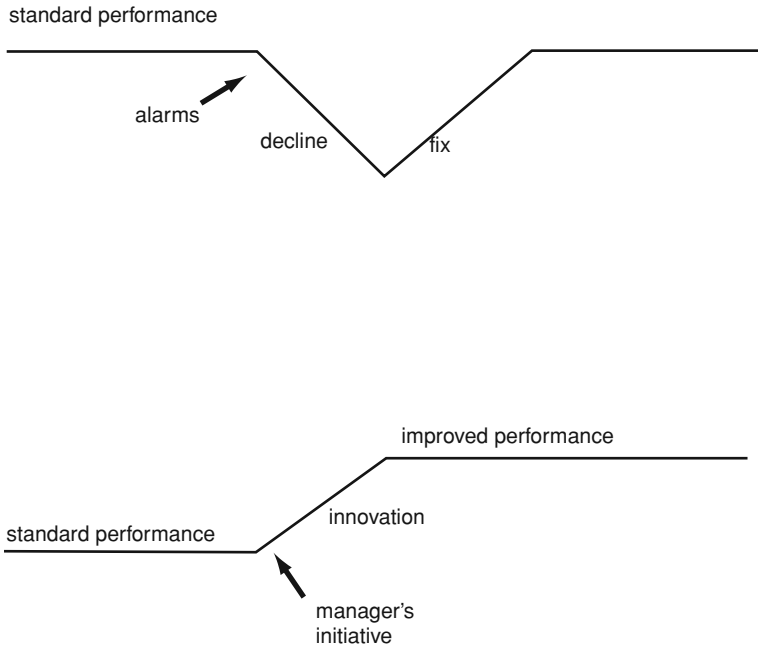 standard performance
alarms
decline
fix
improved performance
innovation
standard performance
manager's
initiative